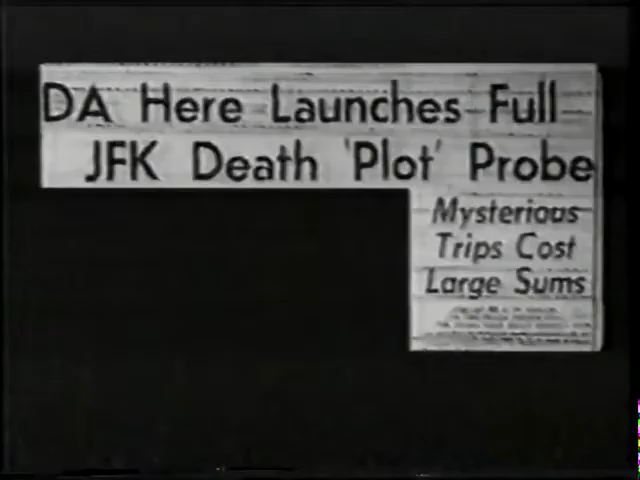 DA Here Launches Full
JFK Death 'Plot' Probe
Mysterious
Trips Cost
Large Sums